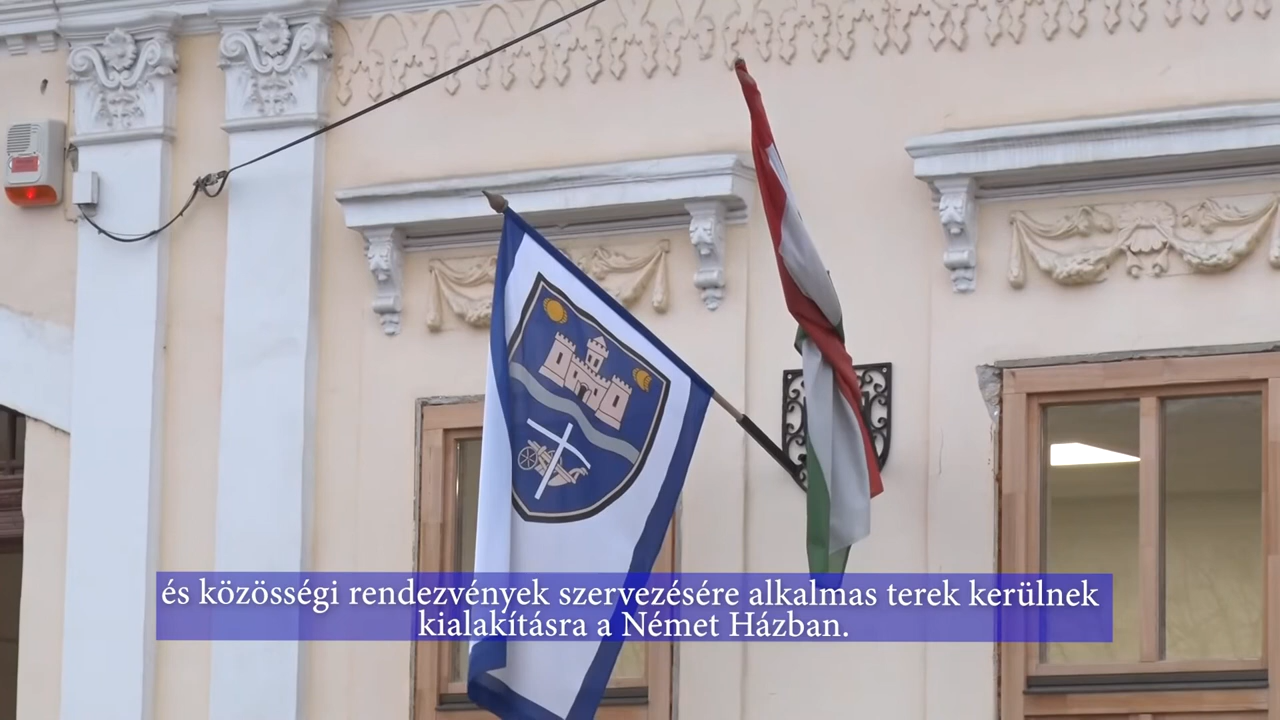 és közösségi rendezvények szervezésére alkalmas terek kerülnek
kialakításra a Német Házban.